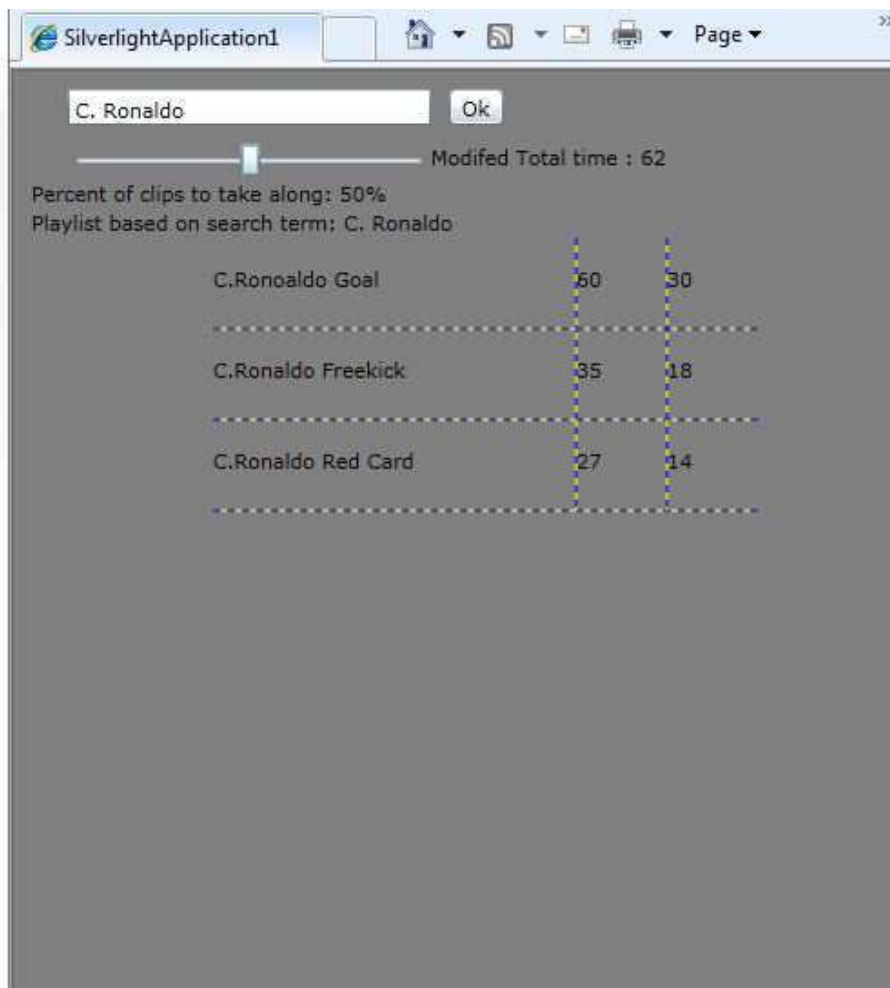 SilverlightApplication1
Page
»
C. Ronaldo
Ok
Modifed Total time : 62
Percent of clips to take along: 50%
Playlist based on search term: C. Ronaldo
C.Ronoaldo Goal 60 30
C.Ronaldo Freekick 35 18
C.Ronaldo Red Card 27 14